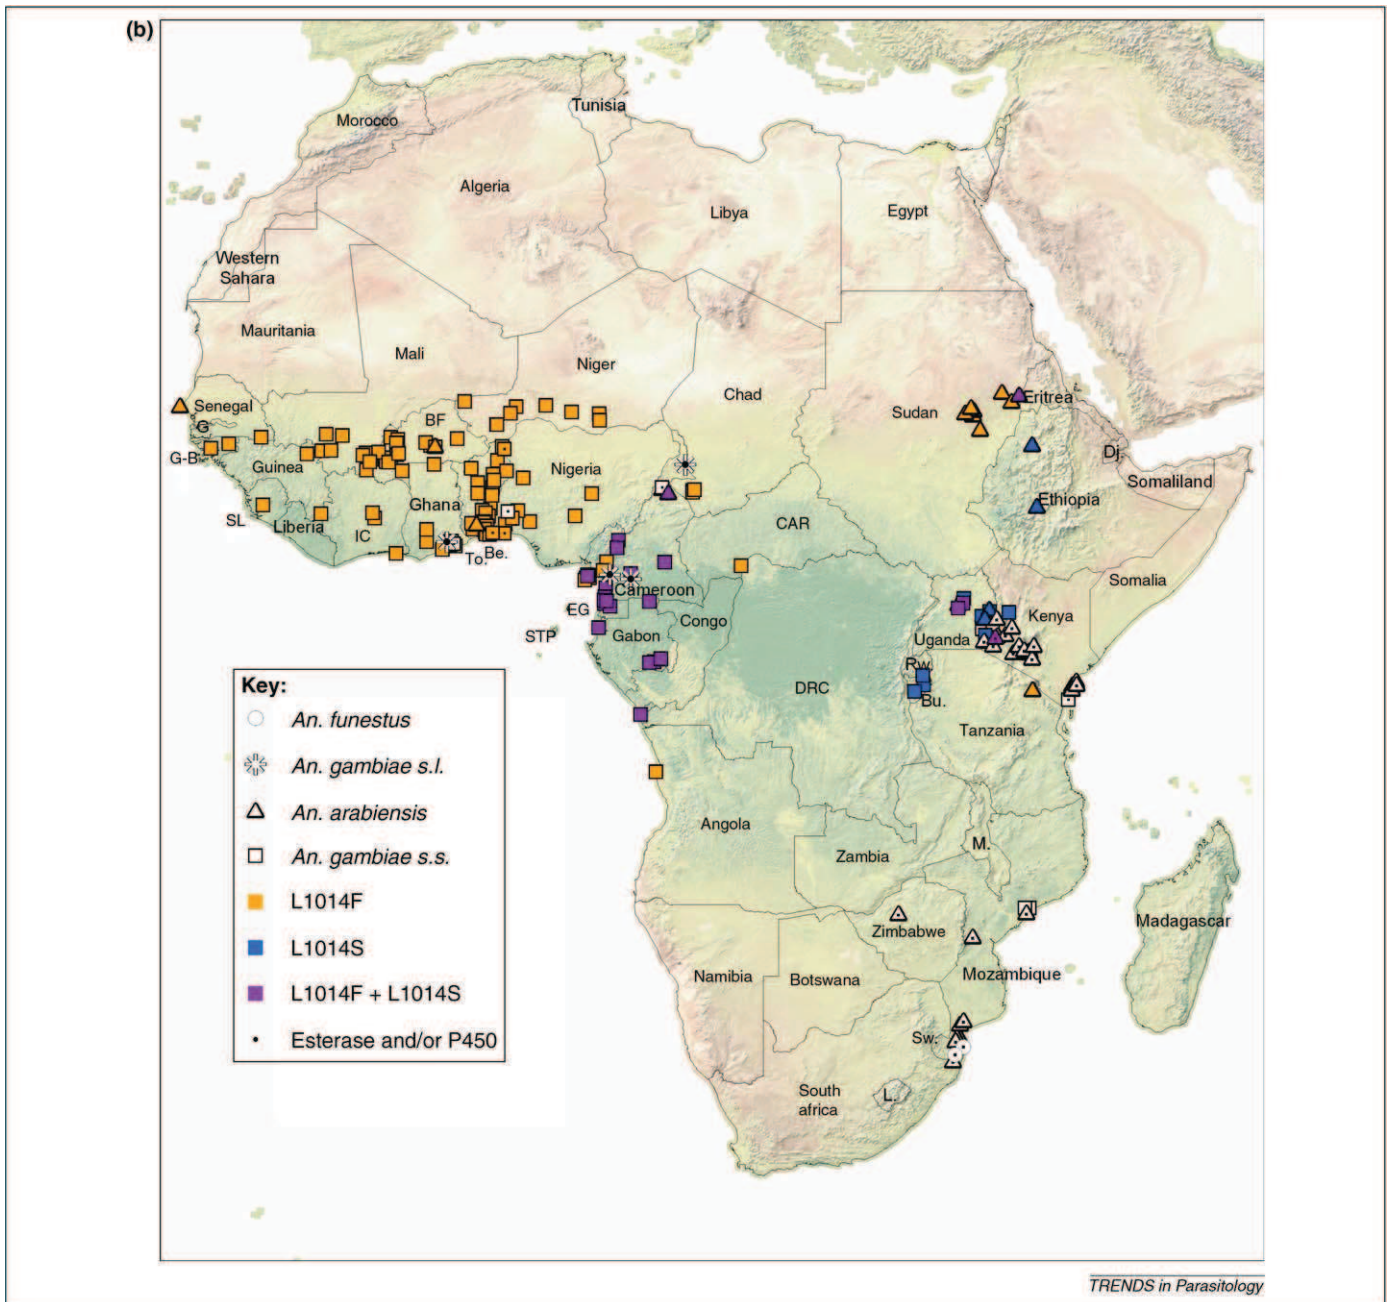 (b)
Tunisia
Morocco
Algeria
Libya
Egypt
Western
Sahara
Mauritania
Mali
Niger
Chad
Sudan
Eritrea
Senegal
G
BF
G-B
Guinea
Nigeria
Dj.
Somaliland
Ethiopia
SL
Liberia
IC
Ghana
To.
Be.
CAR
Cameroon
Somalia
EG
Congo
Kenya
STP
Gabon
Uganda
Rw.
DRC
Bu.
Tanzania
Key:
An. funestus
An. gambiae s.l.
An. arabiensis
An. gambiae s.s.
L1014F
L1014S
L1014F + L1014S
Esterase and/or P450
Angola
Zambia
M.
Zimbabwe
Madagascar
Namibia
Botswana
Mozambique
Sw.
South
africa
L.
TRENDS in Parasitology